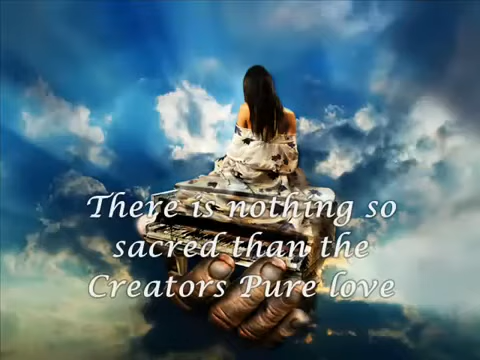 There is nothing so
sacred than the
Creators Pure love